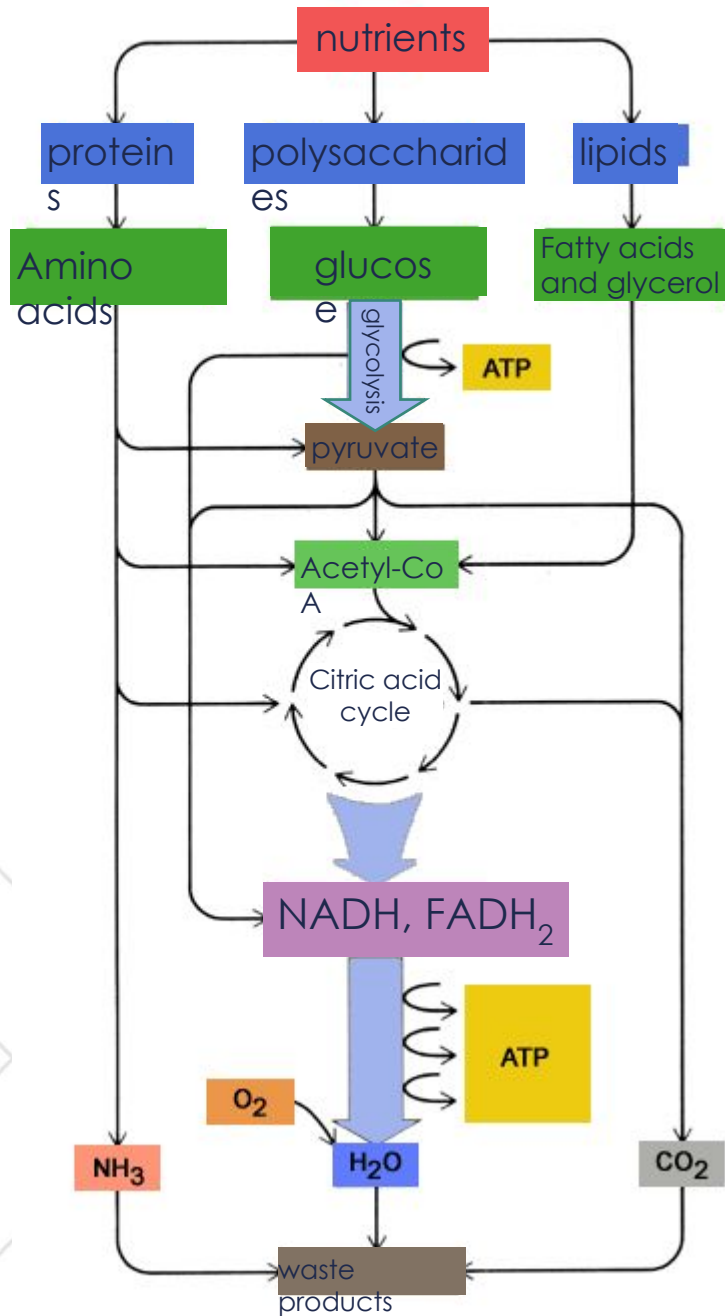 nutrients
protein
s
polysaccharid
es
lipids
Amino
acids
glucos
e
Fatty acids
and glycerol
glycolysis
ATP
pyruvate
Acetyl-Co
A
Citric acid
cycle
NADH, FADH₂
ATP
O₂
NH₃
H₂O
CO₂
waste
products